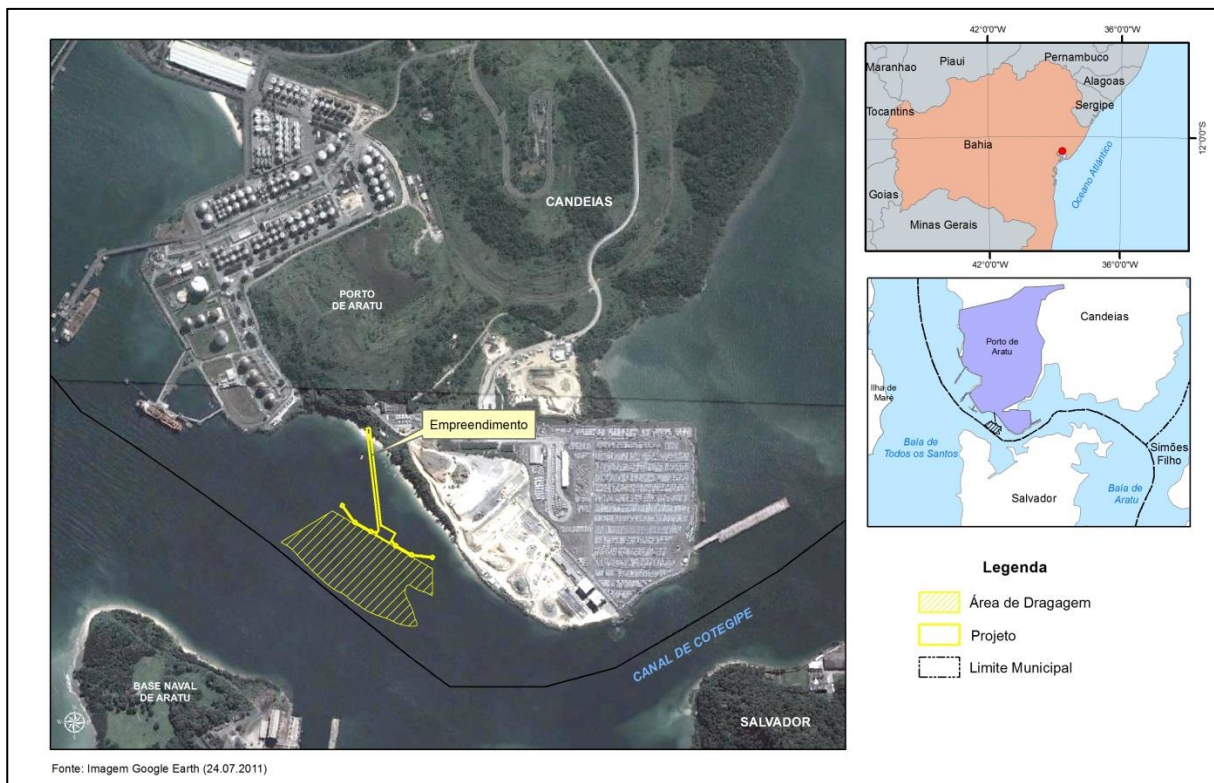 CANDEIAS
PORTO
DE ARATU
Empreendimento
CANAL DE COTEGIPE
BASE NAVAL
DE ARATU
SALVADOR
Fonte: Imagem Google Earth (24.07.2011)
42°0'0"W
36°0'0"W
Maranhao
Piaui
Pernambuco
Alagoas
Sergipe
Tocantins
Bahia
12°0'0"S
Goias
Oceano Atlântico
Minas Gerais
42°0'0"W
36°0'0"W
Candeias
Porto de
Aratu
Ilha de
Maré
Baía de
Todos os Santos
Simões
Filho
Baía de
Aratu
Salvador
Legenda
Área de Dragagem
Projeto
Limite Municipal